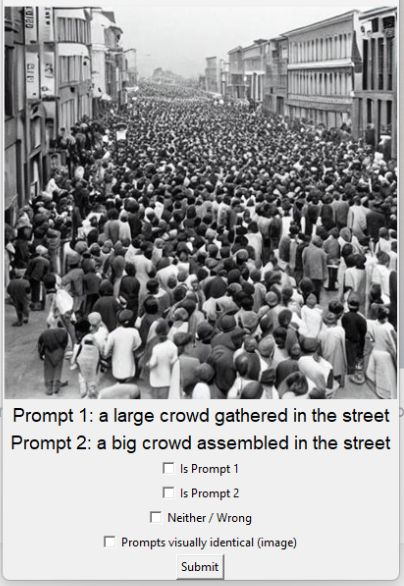 Prompt 1: a large crowd gathered in the street
Prompt 2: a big crowd assembled in the street
Is Prompt 1
Is Prompt 2
Neither / Wrong
Prompts visually identical (image)
Submit